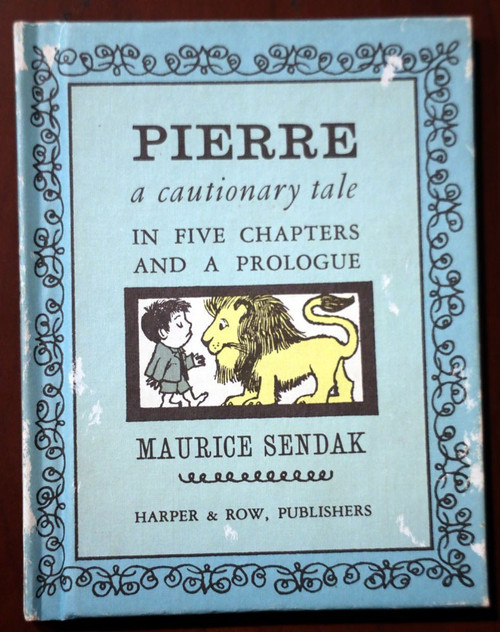 PIERRE
a cautionary tale
IN FIVE CHAPTERS
AND A PROLOGUE
MAURICE SENDAK
HARPER & ROW, PUBLISHERS